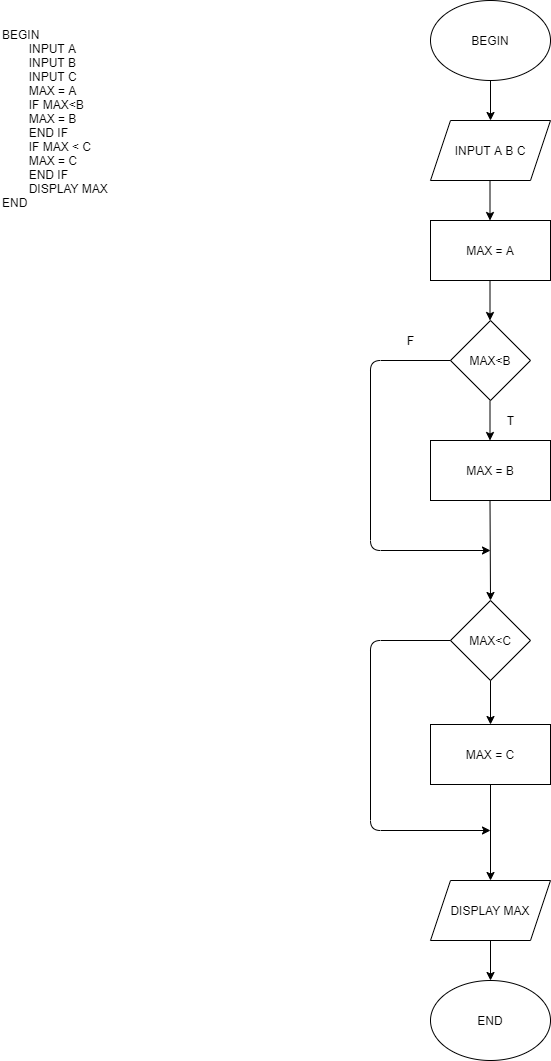 BEGIN
INPUT A
INPUT B
INPUT C
MAX = A
IF MAX<B
MAX = B
END IF
IF MAX < C
MAX = C
END IF
DISPLAY MAX
END
BEGIN
INPUT A B C
MAX = A
MAX<B
F
T
MAX = B
MAX<C
MAX = C
DISPLAY MAX
END